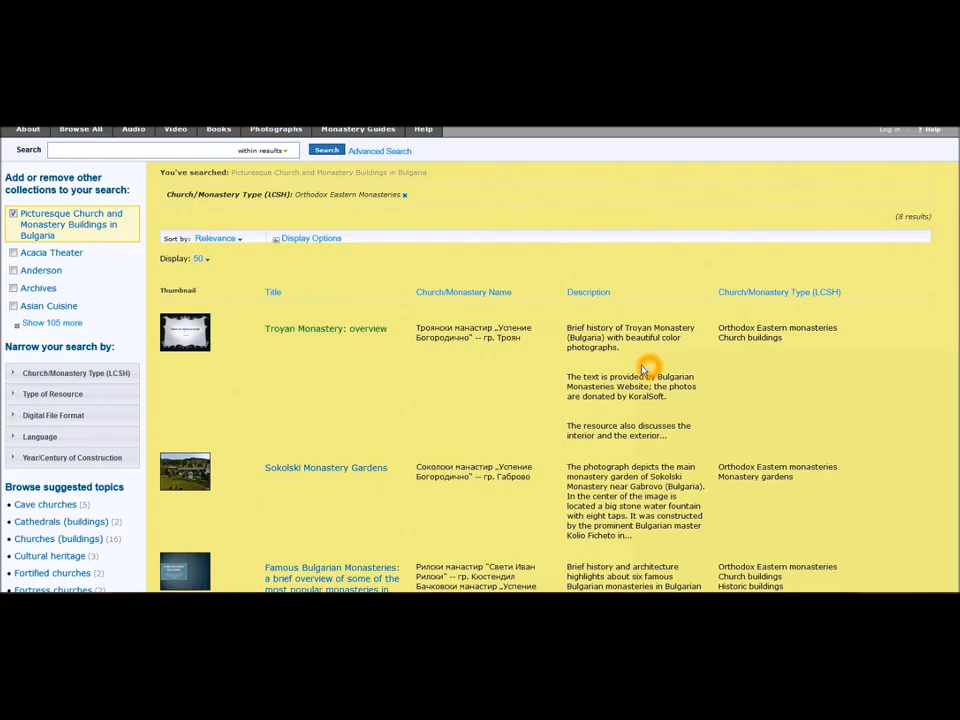 About Browse All Audio Video Books Photographs Monastery Guides Help
Log in | ? Help
Search within results Search Advanced Search
Add or remove other
collections to your search:
Picturesque Church and
Monastery Buildings in
Bulgaria
Acacia Theater
Anderson
Archives
Asian Cuisine
Show 105 more
Narrow your search by:
Church/Monastery Type (LCSH)
Type of Resource
Digital File Format
Language
Year/Century of Construction
Browse suggested topics
Cave churches (5)
Cathedrals (buildings) (2)
Churches (buildings) (16)
Cultural heritage (3)
Fortified churches (2)
Fortress churches (2)
You've searched: Picturesque Church and Monastery Buildings in Bulgaria
Church/Monastery Type (LCSH): Orthodox Eastern Monasteries
(8 results)
Sort by: Relevance Display Options
Display: 50
Thumbnail Title Church/Monastery Name Description Church/Monastery Type (LCSH)
Troyan Monastery: overview
Троянски манастир „Успение
Богородично" -- гр. Троян
Brief history of Troyan Monastery
(Bulgaria) with beautiful color
photographs.
The text is provided by Bulgarian
Monasteries Website; the photos
are donated by KoralSoft.
The resource also discusses the
interior and the exterior...
Orthodox Eastern monasteries
Church buildings
Sokolski Monastery Gardens
Соколски манастир „Успение
Богородично" -- гр. Габрово
The photograph depicts the main
monastery garden of Sokolski
Monastery near Gabrovo (Bulgaria).
In the center of the image is
located a big stone water fountain
with eight taps. It was constructed
by the prominent Bulgarian master
Kolio Ficheto in...
Orthodox Eastern monasteries
Monastery gardens
Famous Bulgarian Monasteries:
a brief overview of some of the
most popular monasteries in
Рилски манастир "Свети Иван
Рилски" -- гр. Кюстендил
Бачковски манастир „Успение
Brief history and architecture
highlights about six famous
Bulgarian monasteries in Bulgaria
Orthodox Eastern monasteries
Church buildings
Historic buildings